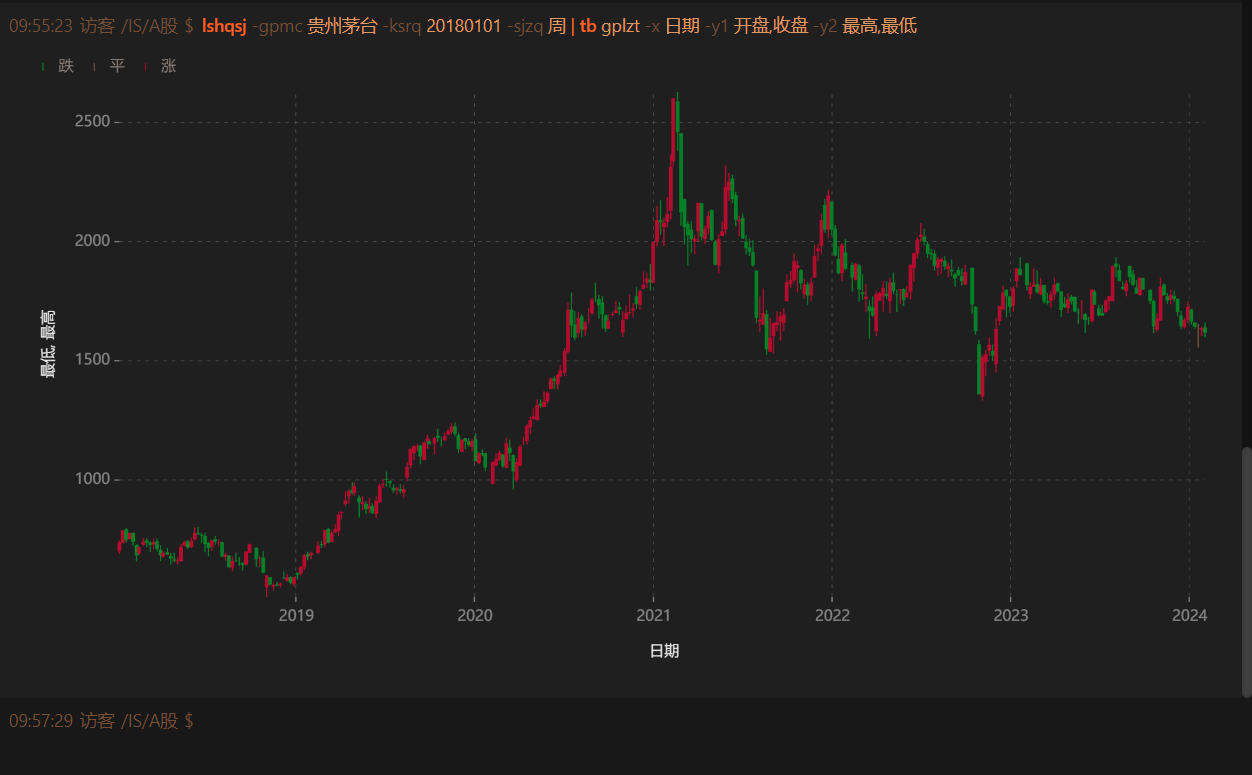 09:55:23 访客 /IS/A股 $ lshqsj -gpmc 贵州茅台 -ksrq 20180101 -sjzq 周 | tb gplzt -x 日期 -y1 开盘,收盘 -y2 最高,最低
跌 平 涨
2500
2000
1500
1000
最低, 最高
2019 2020 2021 2022 2023 2024
日期
09:57:29 访客 /IS/A股 $